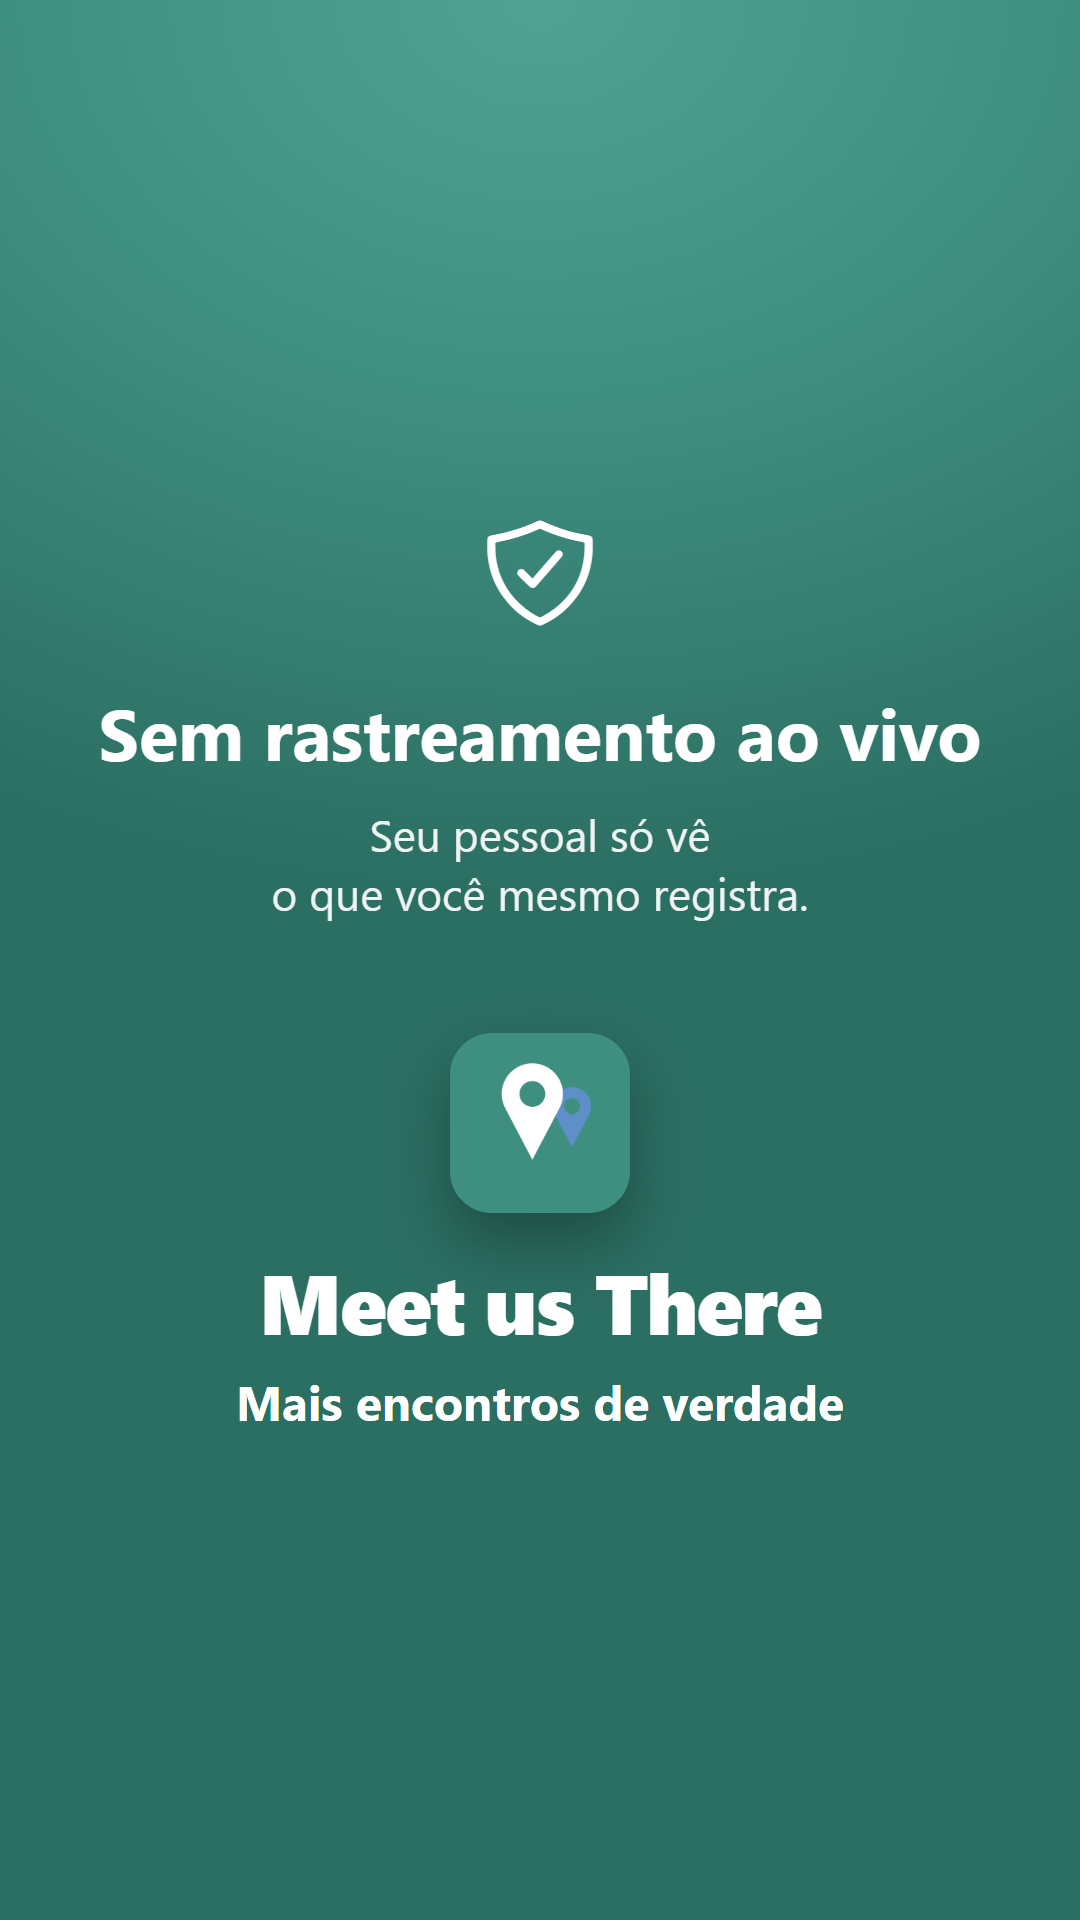 Sem rastreamento ao vivo
Seu pessoal só vê
o que você mesmo registra.
Meet us There
Mais encontros de verdade